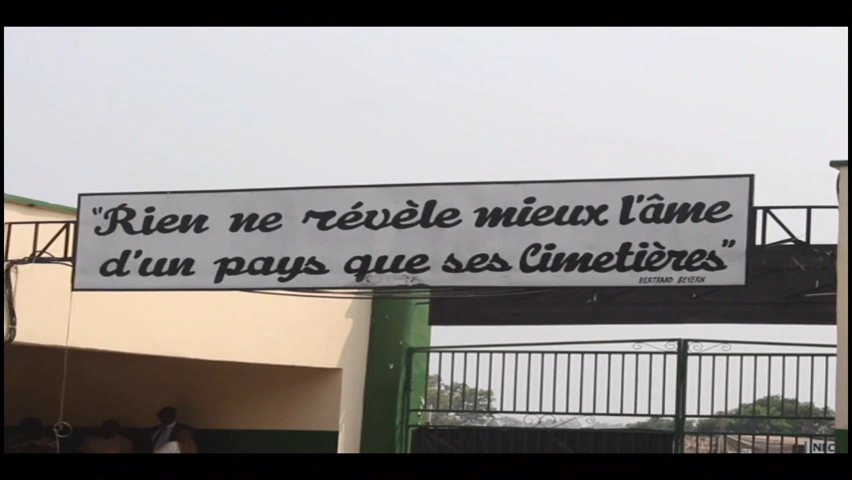 "Rien ne révèle mieux l'âme
d'un pays que ses Cimetières"
BERTRAND BEYERN